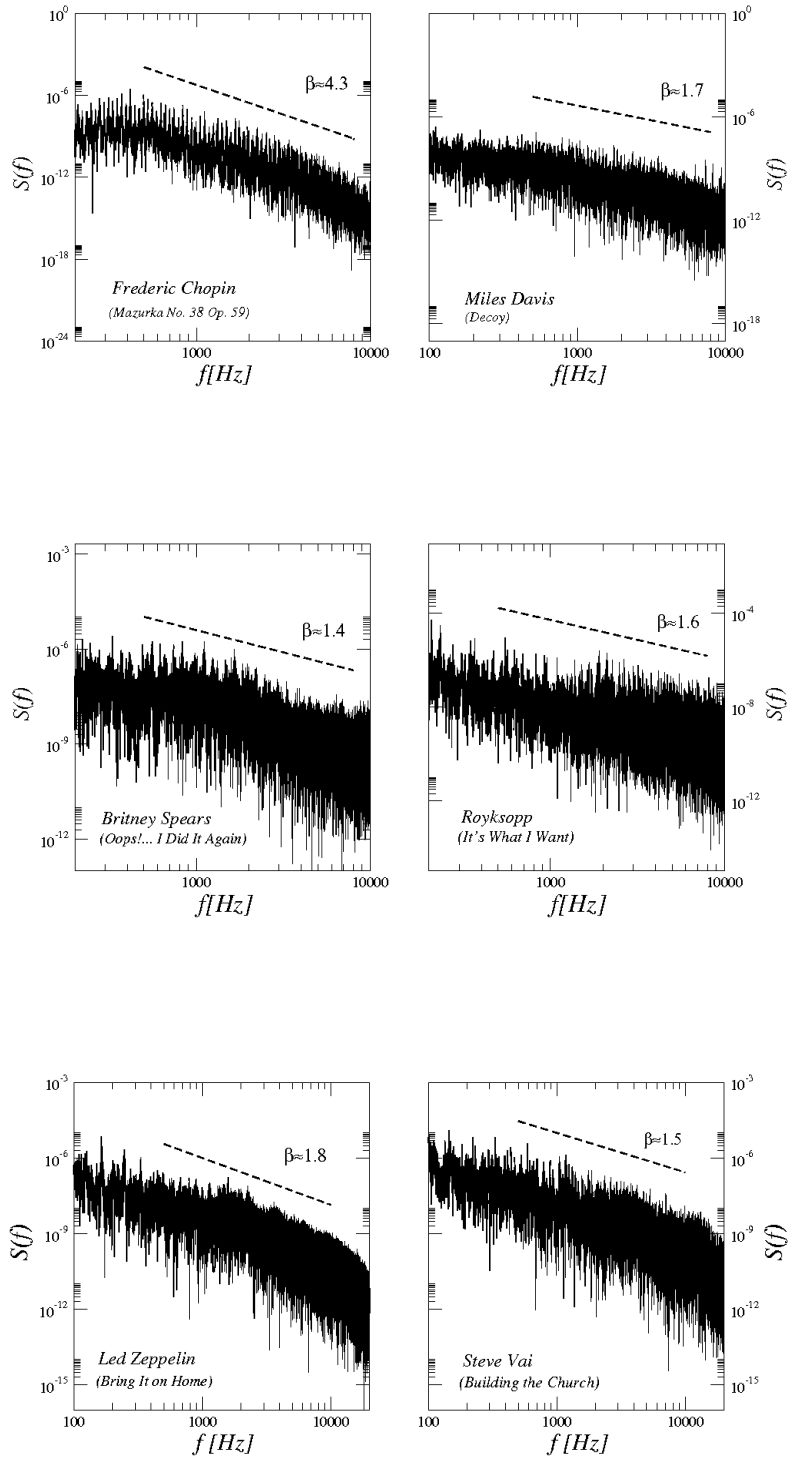 10^0
10^-6
10^-12
10^-18
10^-24
S(f)
β≈4.3
Frederic Chopin
(Mazurka No. 38 Op. 59)
1000 10000
f[Hz]
10^0
10^-6
10^-12
10^-18
S(f)
β≈1.7
Miles Davis
(Decoy)
100 1000 10000
f[Hz]
10^-3
10^-6
10^-9
10^-12
S(f)
β≈1.4
Britney Spears
(Oops!... I Did It Again)
1000 10000
f[Hz]
10^-4
10^-8
10^-12
S(f)
β≈1.6
Royksopp
(It's What I Want)
1000 10000
f[Hz]
10^-3
10^-6
10^-9
10^-12
10^-15
S(f)
β≈1.8
Led Zeppelin
(Bring It on Home)
100 1000 10000
f [Hz]
10^-3
10^-6
10^-9
10^-12
10^-15
S(f)
β≈1.5
Steve Vai
(Building the Church)
100 1000 10000
f [Hz]